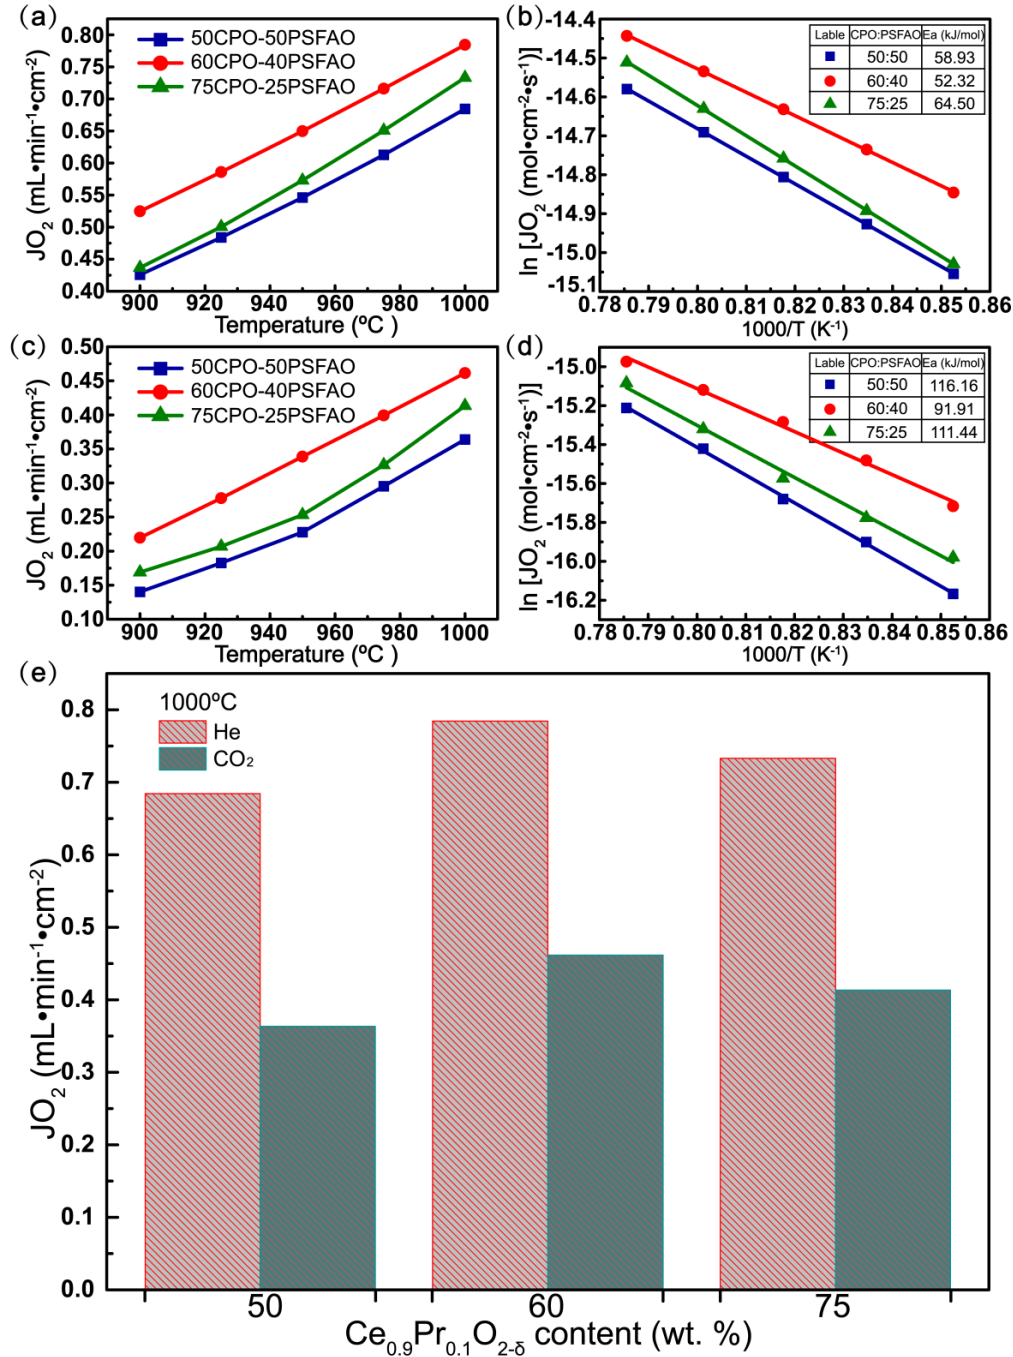 (a)
0.80
0.75
0.70
0.65
0.60
0.55
0.50
0.45
0.40
JO₂ (mL•min⁻¹•cm⁻²)
50CPO-50PSFAO
60CPO-40PSFAO
75CPO-25PSFAO
900 920 940 960 980 1000
Temperature (ºC )
(b)
-14.4
-14.5
-14.6
-14.7
-14.8
-14.9
-15.0
-15.1
ln [JO₂ (mol•cm⁻²•s⁻¹)]
Lable CPO:PSFAO Ea (kJ/mol)
50:50 58.93
60:40 52.32
75:25 64.50
0.78 0.79 0.80 0.81 0.82 0.83 0.84 0.85 0.86
1000/T (K⁻¹)
(c)
0.50
0.45
0.40
0.35
0.30
0.25
0.20
0.15
0.10
JO₂ (mL•min⁻¹•cm⁻²)
50CPO-50PSFAO
60CPO-40PSFAO
75CPO-25PSFAO
900 920 940 960 980 1000
Temperature (ºC )
(d)
-15.0
-15.2
-15.4
-15.6
-15.8
-16.0
-16.2
ln [JO₂ (mol•cm⁻²•s⁻¹)]
Lable CPO:PSFAO Ea (kJ/mol)
50:50 116.16
60:40 91.91
75:25 111.44
0.78 0.79 0.80 0.81 0.82 0.83 0.84 0.85 0.86
1000/T (K⁻¹)
(e)
1000ºC
He
CO₂
0.8
0.7
0.6
0.5
0.4
0.3
0.2
0.1
0.0
JO₂ (mL•min⁻¹•cm⁻²)
50 60 75
Ce₀.₉Pr₀.₁O₂₋δ content (wt. %)